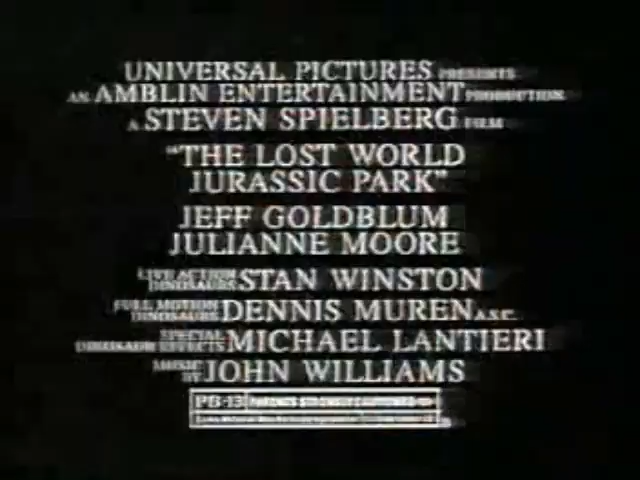 UNIVERSAL PICTURES PRESENTS
AN AMBLIN ENTERTAINMENT PRODUCTION
A STEVEN SPIELBERG FILM
"THE LOST WORLD
JURASSIC PARK"
JEFF GOLDBLUM
JULIANNE MOORE
LIVE ACTION
DINOSAURS STAN WINSTON
FULL MOTION
DINOSAURS DENNIS MUREN A.S.C.
SPECIAL
DINOSAUR EFFECTS MICHAEL LANTIERI
MUSIC
BY JOHN WILLIAMS
PG-13